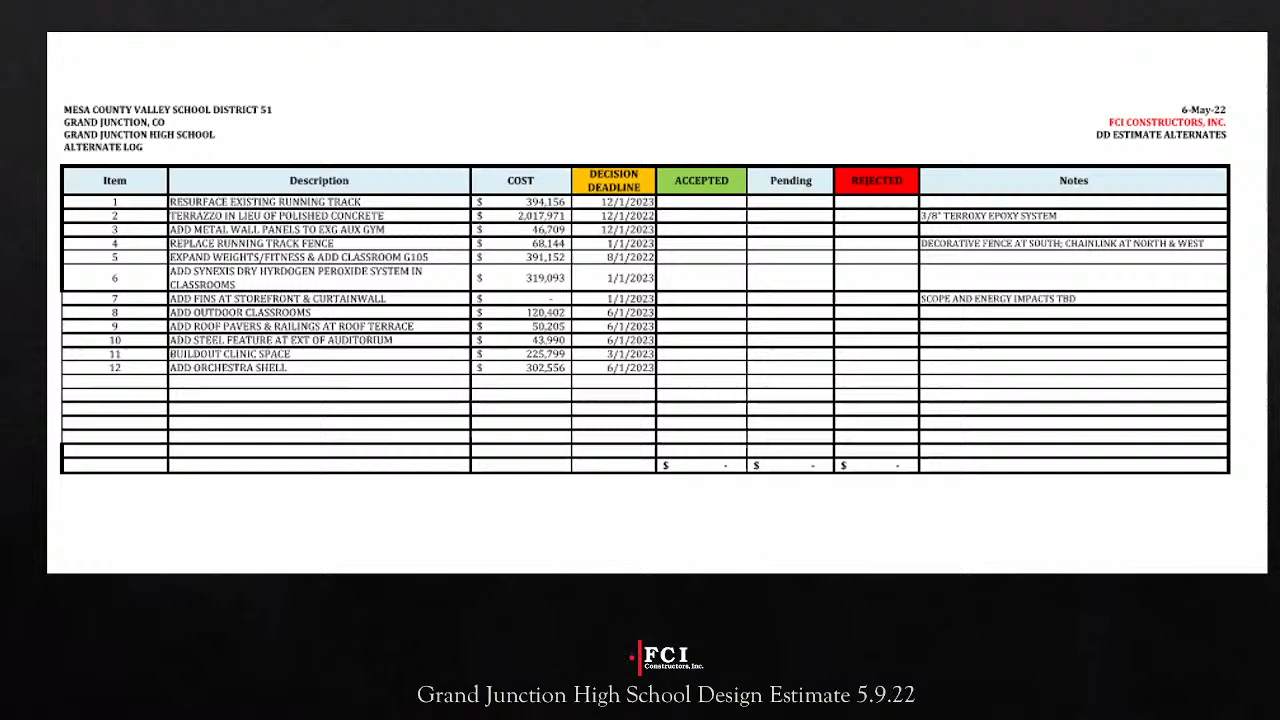 MESA COUNTY VALLEY SCHOOL DISTRICT 51
GRAND JUNCTION, CO
GRAND JUNCTION HIGH SCHOOL
ALTERNATE LOG
6-May-22
FCI CONSTRUCTORS, INC.
DD ESTIMATE ALTERNATES
Item Description COST DECISION DEADLINE ACCEPTED Pending REJECTED Notes
1 RESURFACE EXISTING RUNNING TRACK $ 394,156 12/1/2023
2 TERRAZZO IN LIEU OF POLISHED CONCRETE $ 2,017,971 12/1/2022 3/8" TERROXY EPOXY SYSTEM
3 ADD METAL WALL PANELS TO EXG AUX GYM $ 46,709 12/1/2023
4 REPLACE RUNNING TRACK FENCE $ 68,144 1/1/2023 DECORATIVE FENCE AT SOUTH; CHAINLINK AT NORTH & WEST
5 EXPAND WEIGHTS/FITNESS & ADD CLASSROOM G105 $ 391,152 8/1/2022
6 ADD SYNEXIS DRY HYRDOGEN PEROXIDE SYSTEM IN CLASSROOMS $ 319,093 1/1/2023
7 ADD FINS AT STOREFRONT & CURTAINWALL $ - 1/1/2023 SCOPE AND ENERGY IMPACTS TBD
8 ADD OUTDOOR CLASSROOMS $ 120,402 6/1/2023
9 ADD ROOF PAVERS & RAILINGS AT ROOF TERRACE $ 50,205 6/1/2023
10 ADD STEEL FEATURE AT EXT OF AUDITORIUM $ 43,990 6/1/2023
11 BUILDOUT CLINIC SPACE $ 225,799 3/1/2023
12 ADD ORCHESTRA SHELL $ 302,556 6/1/2023
$ - $ - $ -
FCI
Constructors, Inc.
Grand Junction High School Design Estimate 5.9.22